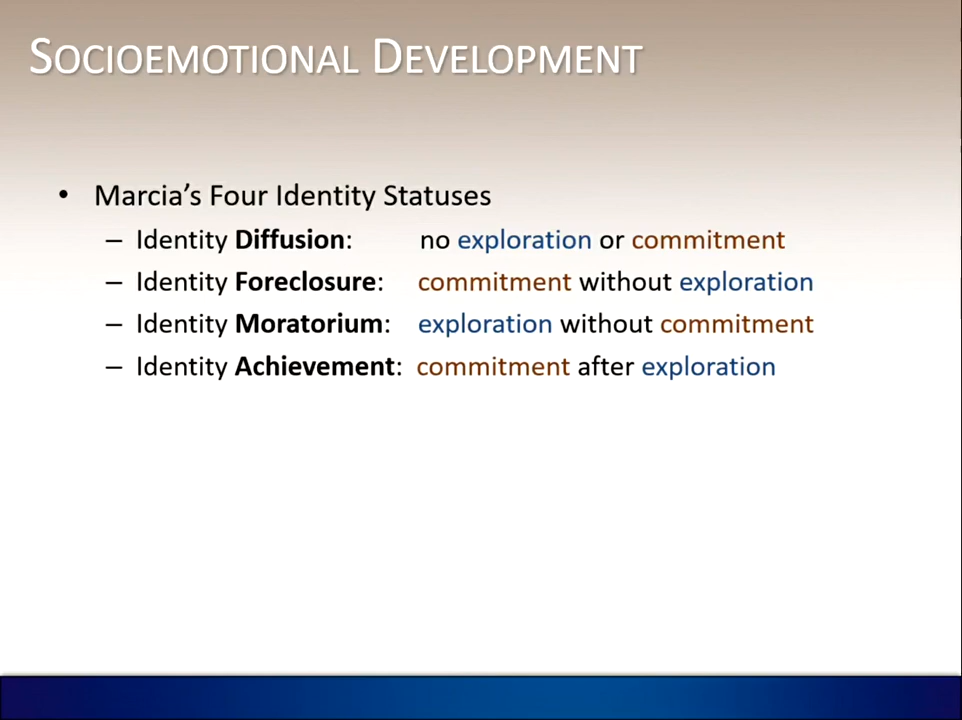 SOCIOEMOTIONAL DEVELOPMENT
• Marcia’s Four Identity Statuses
– Identity Diffusion: no exploration or commitment
– Identity Foreclosure: commitment without exploration
– Identity Moratorium: exploration without commitment
– Identity Achievement: commitment after exploration